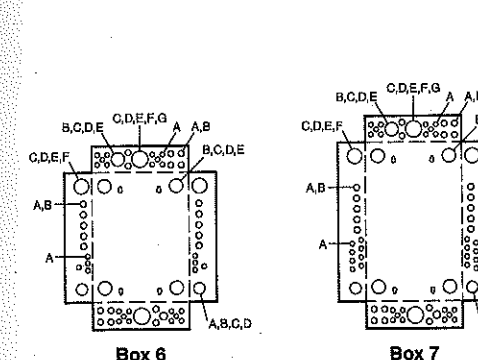 C,D,E,F,G
B,C,D,E
A
A,B
C,D,E,F
B,C,D,E
A,B
A
A,B,C,D
Box 6
C,D,E,F,G
B,C,D,E
A
C,D,E,F
A,B
A
Box 7